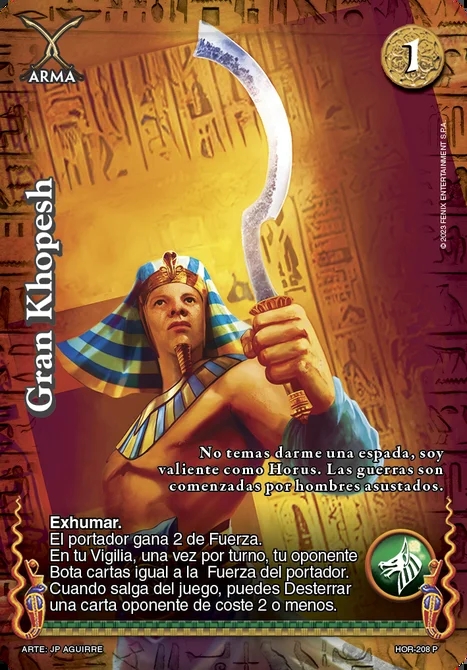 ARMA
1
© 2023 FENIX ENTERTAINMENT S.P.A.
Gran Khopesh
No temas darme una espada, soy
valiente como Horus. Las guerras son
comenzadas por hombres asustados.
Exhumar.
El portador gana 2 de Fuerza.
En tu Vigilia, una vez por turno, tu oponente
Bota cartas igual a la Fuerza del portador.
Cuando salga del juego, puedes Desterrar
una carta oponente de coste 2 o menos.
ARTE: JP AGUIRRE
HOR-208 P